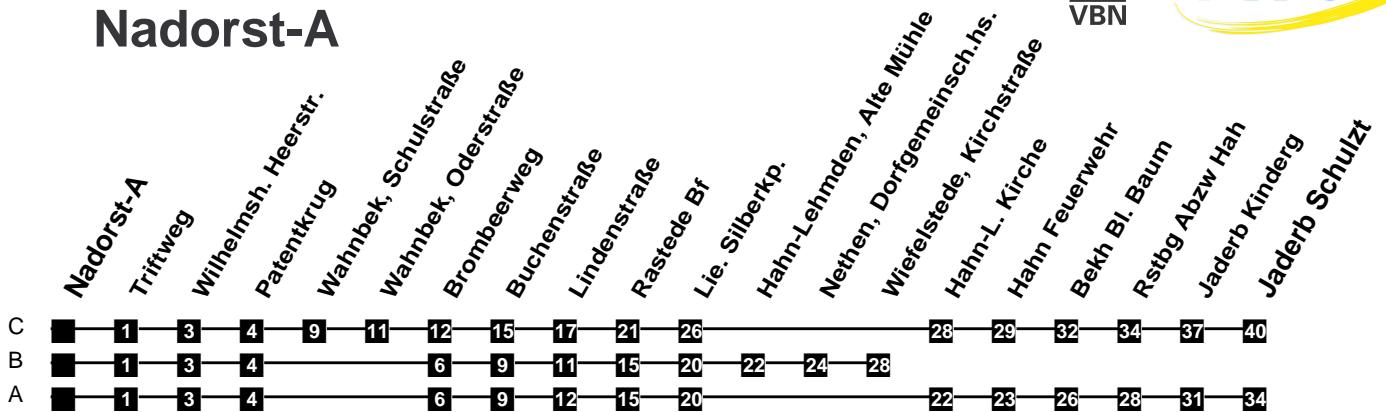 Nadorst-A
VBN
Nadorst-A
Triftweg
Wilhelmsh. Heerstr.
Patentkrug
Wahnbek, Schulstraße
Wahnbek, Oderstraße
Brombeerweg
Buchenstraße
Lindenstraße
Rastede Bf
Lie. Silberkp.
Hahn-Lehmden, Alte Mühle
Nethen, Dorfgemeinsch.hs.
Wiefelstede, Kirchstraße
Hahn-L. Kirche
Hahn Feuerwehr
Bekh Bl. Baum
Rstbg Abzw Hah
Jaderb Kinderg
Jaderb Schulzt
C 1 3 4 9 11 12 15 17 21 26 28 29 32 34 37 40
B 1 3 4 6 9 11 15 20 22 24 28
A 1 3 4 6 9 12 15 20 22 23 26 28 31 34